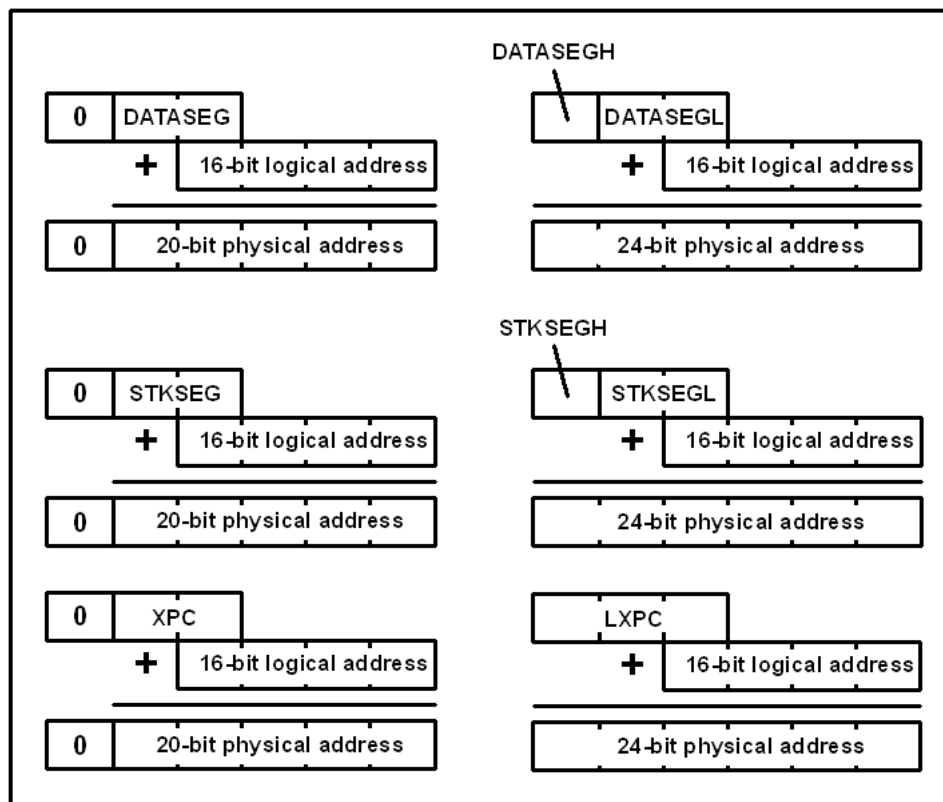 DATASEGH
0 DATASEG DATASEGL
+ 16-bit logical address + 16-bit logical address
0 20-bit physical address 24-bit physical address
STKSEGH
0 STKSEG STKSEGL
+ 16-bit logical address + 16-bit logical address
0 20-bit physical address 24-bit physical address
0 XPC LXPC
+ 16-bit logical address + 16-bit logical address
0 20-bit physical address 24-bit physical address